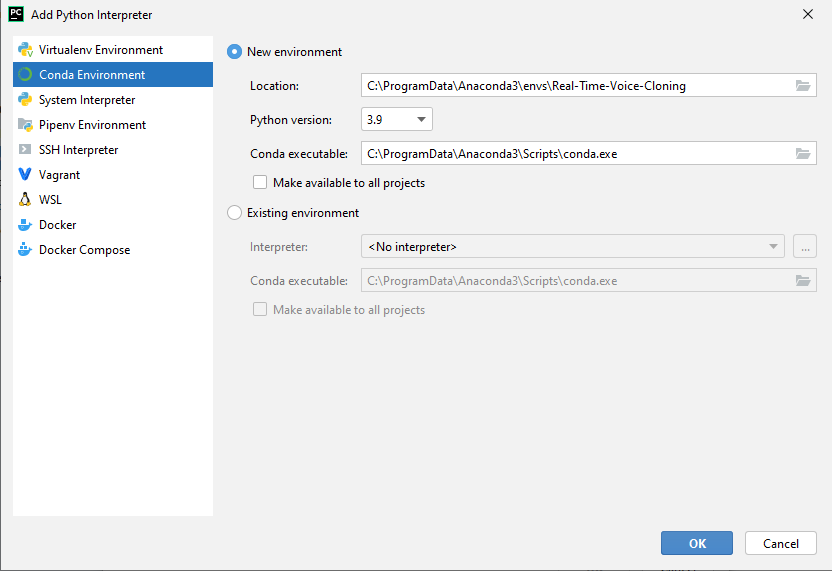 PC Add Python Interpreter
Virtualenv Environment
Conda Environment
System Interpreter
Pipenv Environment
SSH Interpreter
Vagrant
WSL
Docker
Docker Compose
New environment
Location: C:\ProgramData\Anaconda3\envs\Real-Time-Voice-Cloning
Python version: 3.9
Conda executable: C:\ProgramData\Anaconda3\Scripts\conda.exe
Make available to all projects
Existing environment
Interpreter: <No interpreter> ...
Conda executable: C:\ProgramData\Anaconda3\Scripts\conda.exe
Make available to all projects
OK Cancel